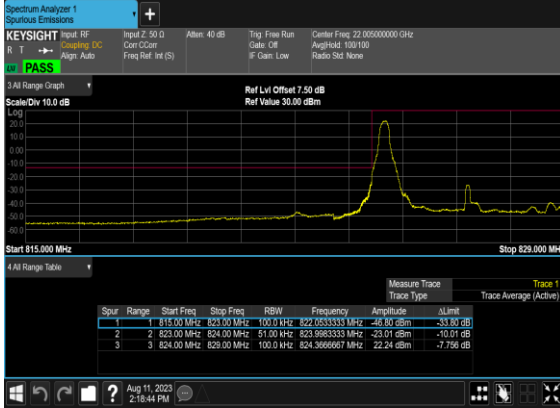 Spectrum Analyzer 1
Spurious Emissions
+
KEYSIGHT Input: RF Input Z: 50 Ω Atten: 40 dB Trig: Free Run Center Freq: 22.005000000 GHz
R T Coupling: DC Corr CCorr Gate: Off Avg|Hold: 100/100
Align: Auto Freq Ref: Int (S) IF Gain: Low Radio Std: None
PASS
3 All Range Graph
Ref Lvl Offset 7.50 dB
Scale/Div 10.0 dB Ref Value 30.00 dBm
Log
20.0
10.0
0.00
-10.0
-20.0
-30.0
-40.0
-50.0
-60.0
Start 815.000 MHz Stop 829.000 MH
4 All Range Table
Measure Trace Trace 1
Trace Type Trace Average (Active)
Spur Range Start Freq Stop Freq RBW Frequency Amplitude ΔLimit
1 1 815.00 MHz 823.00 MHz 100.0 kHz 822.0533333 MHz -46.80 dBm -33.80 dB
2 2 823.00 MHz 824.00 MHz 51.00 kHz 823.9983333 MHz -23.01 dBm -10.01 dB
3 3 824.00 MHz 829.00 MHz 100.0 kHz 824.3666667 MHz 22.24 dBm -7.756 dB
?
Aug 11, 2023
2:18:44 PM